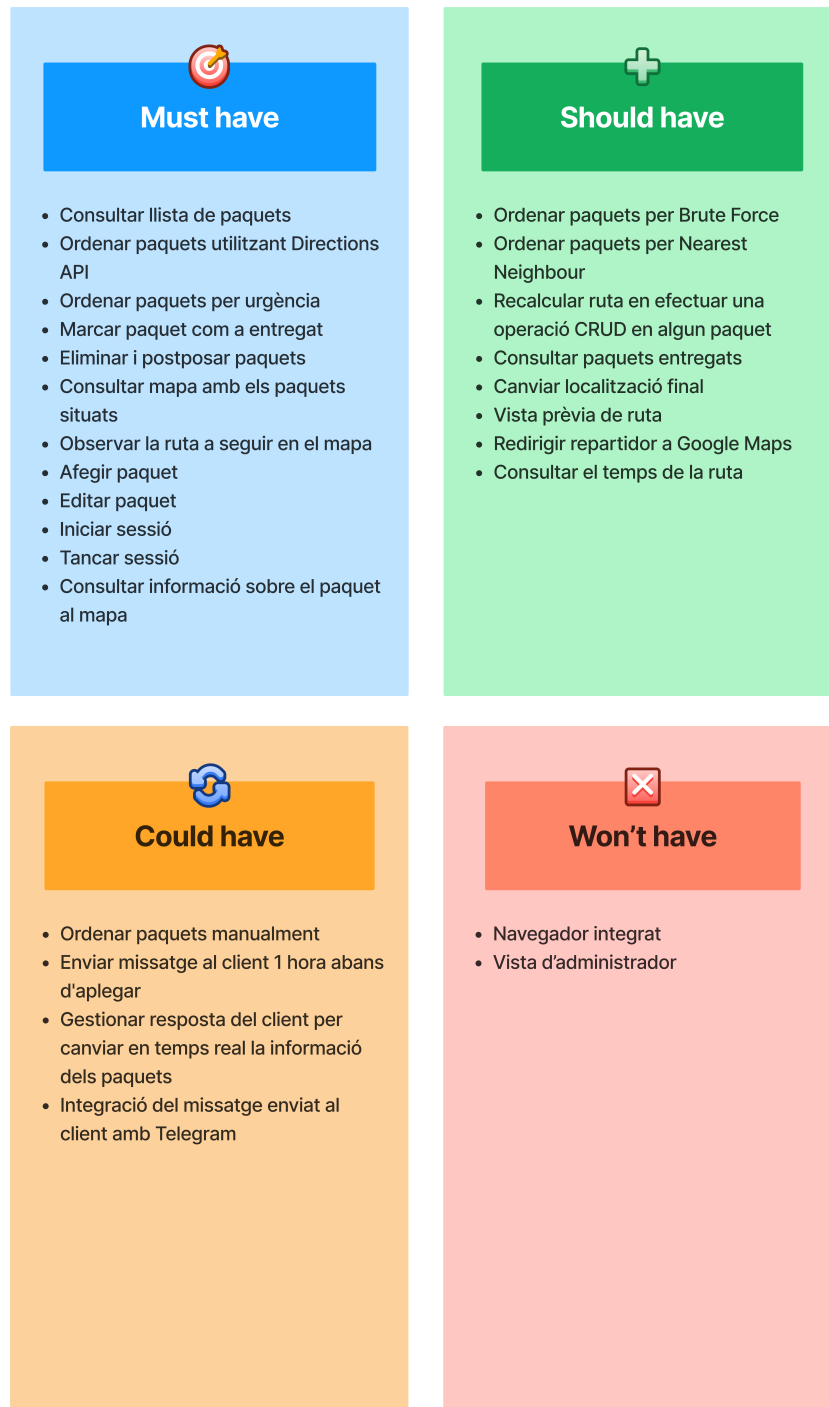 Must have
• Consultar llista de paquets
• Ordenar paquets utilitzant Directions
API
• Ordenar paquets per urgència
• Marcar paquet com a entregat
• Eliminar i postposar paquets
• Consultar mapa amb els paquets
situats
• Observar la ruta a seguir en el mapa
• Afegir paquet
• Editar paquet
• Iniciar sessió
• Tancar sessió
• Consultar informació sobre el paquet
al mapa
Should have
• Ordenar paquets per Brute Force
• Ordenar paquets per Nearest
Neighbour
• Recalcular ruta en efectuar una
operació CRUD en algun paquet
• Consultar paquets entregats
• Canviar localització final
• Vista prèvia de ruta
• Redirigir repartidor a Google Maps
• Consultar el temps de la ruta
Could have
• Ordenar paquets manualment
• Enviar missatge al client 1 hora abans
d'aplegar
• Gestionar resposta del client per
canviar en temps real la informació
dels paquets
• Integració del missatge enviat al
client amb Telegram
Won’t have
• Navegador integrat
• Vista d’administrador